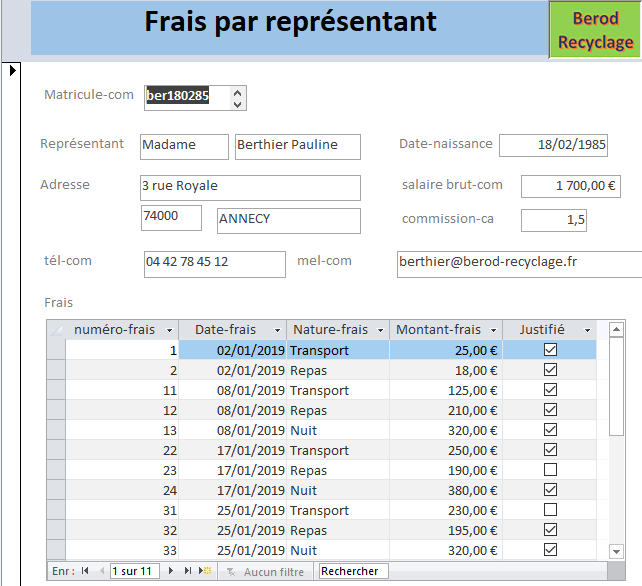 Frais par représentant
Berod
Recyclage
Matricule-com ber180285
Représentant Madame Berthier Pauline Date-naissance 18/02/1985
Adresse 3 rue Royale salaire brut-com 1 700,00 €
74000 ANNECY commission-ca 1,5
tél-com 04 42 78 45 12 mel-com berthier@berod-recyclage.fr
Frais
numéro-frais Date-frais Nature-frais Montant-frais Justifié
1 02/01/2019 Transport 25,00 €
2 02/01/2019 Repas 18,00 €
11 08/01/2019 Transport 125,00 €
12 08/01/2019 Repas 210,00 €
13 08/01/2019 Nuit 320,00 €
22 17/01/2019 Transport 250,00 €
23 17/01/2019 Repas 190,00 €
24 17/01/2019 Nuit 380,00 €
31 25/01/2019 Transport 230,00 €
32 25/01/2019 Repas 195,00 €
33 25/01/2019 Nuit 320,00 €
Enr : 1 sur 11 Aucun filtre Rechercher